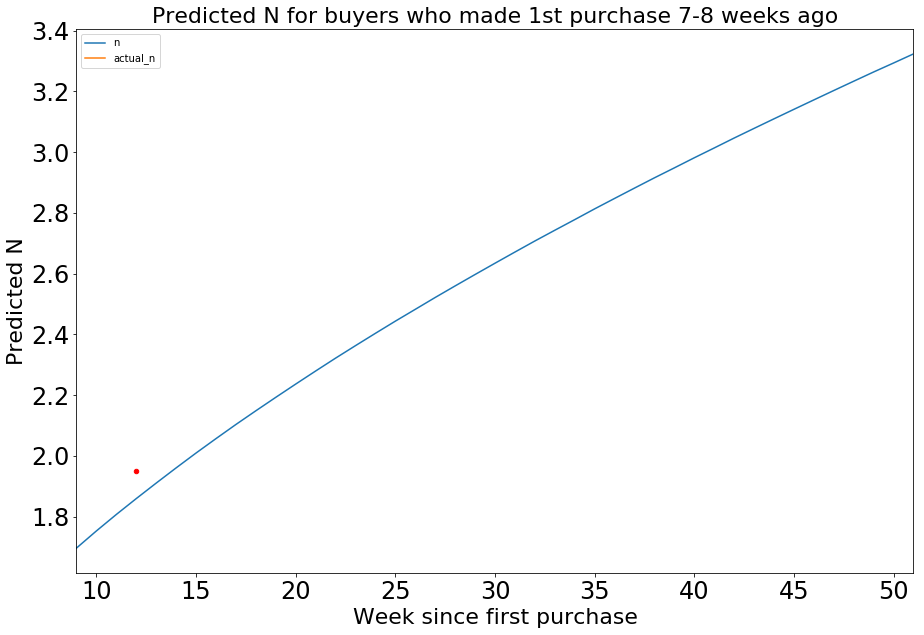 Predicted N for buyers who made 1st purchase 7-8 weeks ago
n
actual_n
Predicted N
3.4
3.2
3.0
2.8
2.6
2.4
2.2
2.0
1.8
10 15 20 25 30 35 40 45 50
Week since first purchase